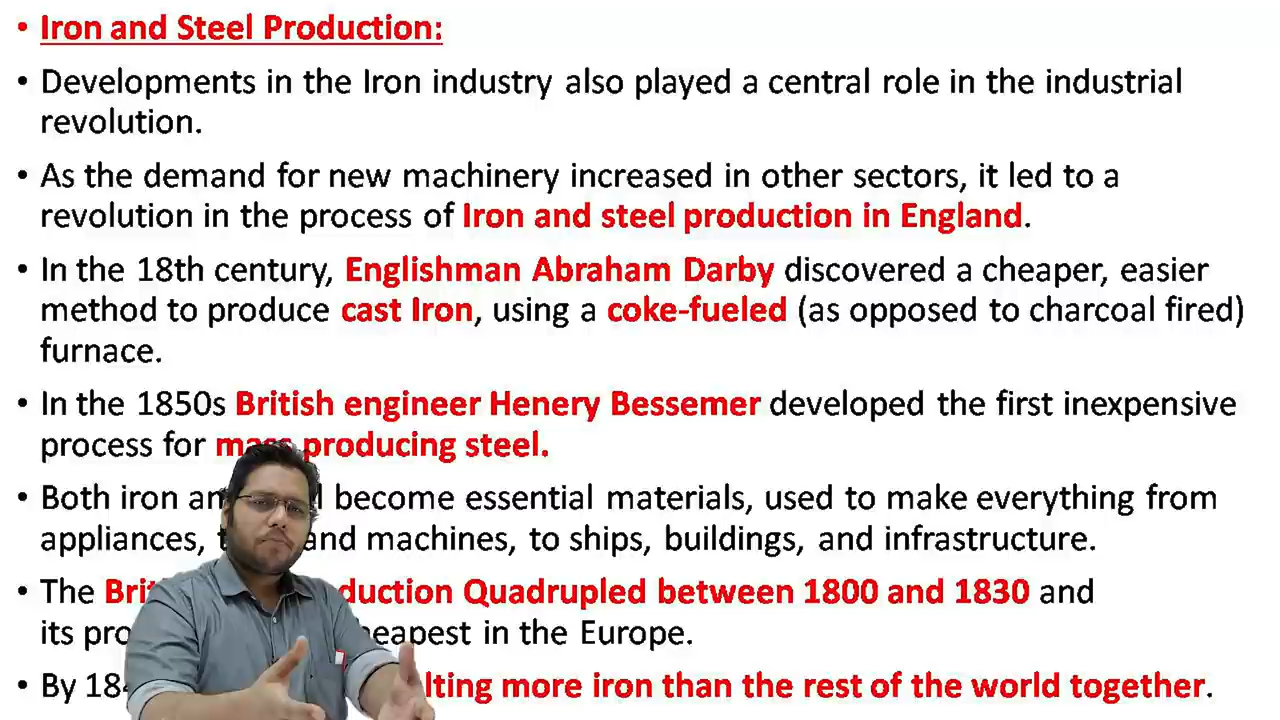 • Iron and Steel Production:
• Developments in the Iron industry also played a central role in the industrial
revolution.
• As the demand for new machinery increased in other sectors, it led to a
revolution in the process of Iron and steel production in England.
• In the 18th century, Englishman Abraham Darby discovered a cheaper, easier
method to produce cast Iron, using a coke-fueled (as opposed to charcoal fired)
furnace.
• In the 1850s British engineer Henery Bessemer developed the first inexpensive
process for mass producing steel.
• Both iron become essential materials, used to make everything from
appliances, and machines, to ships, buildings, and infrastructure.
• The Quadrupled between 1800 and 1830 and
its in the Europe.
• By more iron than the rest of the world together.